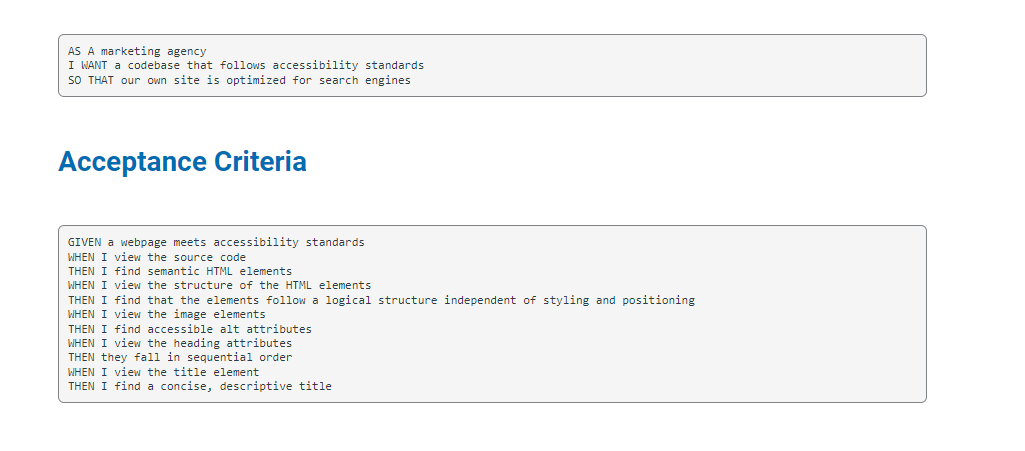 AS A marketing agency
I WANT a codebase that follows accessibility standards
SO THAT our own site is optimized for search engines
Acceptance Criteria
GIVEN a webpage meets accessibility standards
WHEN I view the source code
THEN I find semantic HTML elements
WHEN I view the structure of the HTML elements
THEN I find that the elements follow a logical structure independent of styling and positioning
WHEN I view the image elements
THEN I find accessible alt attributes
WHEN I view the heading attributes
THEN they fall in sequential order
WHEN I view the title element
THEN I find a concise, descriptive title